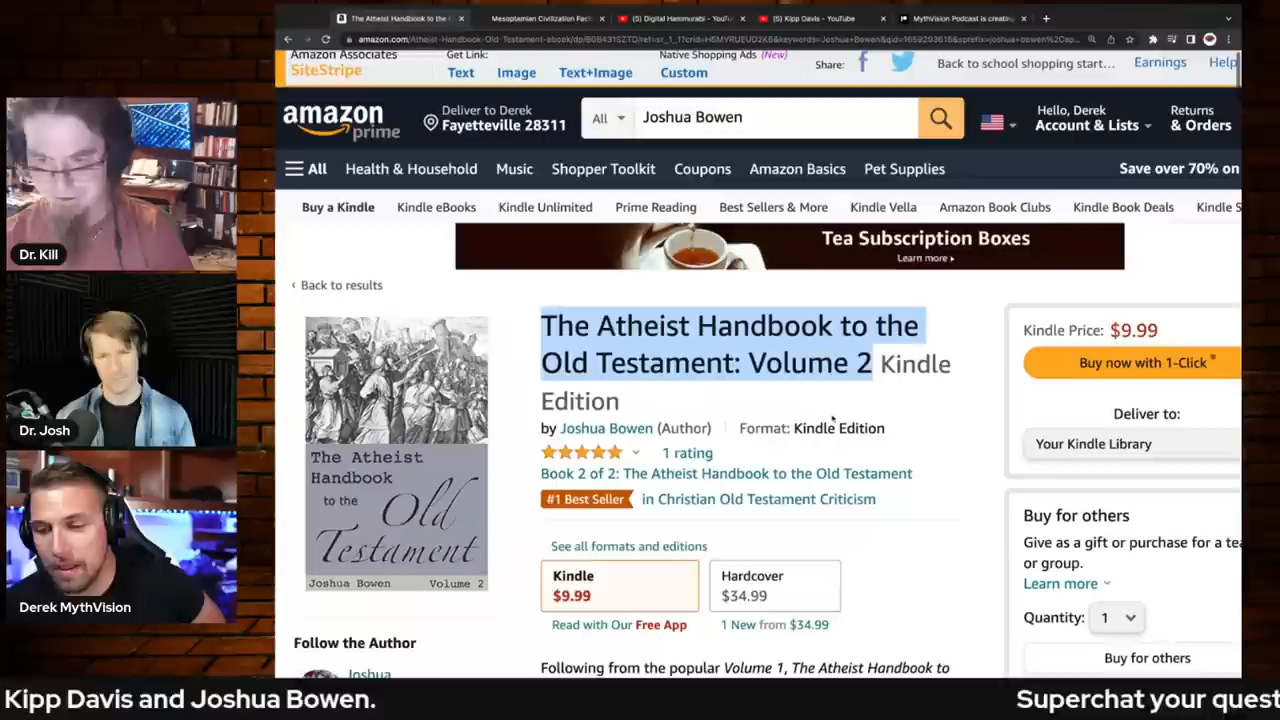 The Atheist Handbook to the
Mesoptamian Civilization Fact
(5) Digital Hammurabi - YouTu
(5) Kipp Davis - YouTube
MythVision Podcast is creating
Amazon Associates
SiteStripe
Get Link:
Text
Image
Text+Image
Native Shopping Ads (New)
Custom
Share:
Back to school shopping start...
Earnings
Help
amazon
prime
Deliver to Derek
Fayetteville 28311
All
Joshua Bowen
Hello, Derek
Account & Lists
Returns
& Orders
All
Health & Household
Music
Shopper Toolkit
Coupons
Amazon Basics
Pet Supplies
Save over 70% on
Buy a Kindle
Kindle eBooks
Kindle Unlimited
Prime Reading
Best Sellers & More
Kindle Vella
Amazon Book Clubs
Kindle Book Deals
Kindle S
Tea Subscription Boxes
Learn more
‹ Back to results
The Atheist
Handbook
to the
Old
Testament
Joshua Bowen Volume 2
Follow the Author
Joshua
The Atheist Handbook to the
Old Testament: Volume 2 Kindle
Edition
by Joshua Bowen (Author)
Format: Kindle Edition
1 rating
Book 2 of 2: The Atheist Handbook to the Old Testament
#1 Best Seller in Christian Old Testament Criticism
See all formats and editions
Kindle
$9.99
Hardcover
$34.99
Read with Our Free App
1 New from $34.99
Following from the popular Volume 1, The Atheist Handbook to
Kindle Price: $9.99
Buy now with 1-Click
Deliver to:
Your Kindle Library
Buy for others
Give as a gift or purchase for a tea
or group.
Learn more
Quantity: 1
Buy for others
Dr. Kill
Dr. Josh
Derek MythVision
Kipp Davis and Joshua Bowen.
Superchat your quest